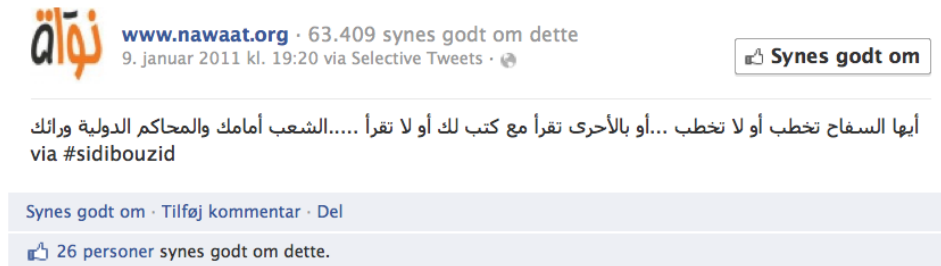 نواة
www.nawaat.org · 63.409 synes godt om dette
9. januar 2011 kl. 19:20 via Selective Tweets ·
Synes godt om
أيها السفاح تخطب أو لا تخطب ...أو بالأحرى تقرأ مع كتب لك أو لا تقرأ .....الشعب أمامك والمحاكم الدولية ورائك
via #sidibouzid
Synes godt om · Tilføj kommentar · Del
26 personer synes godt om dette.